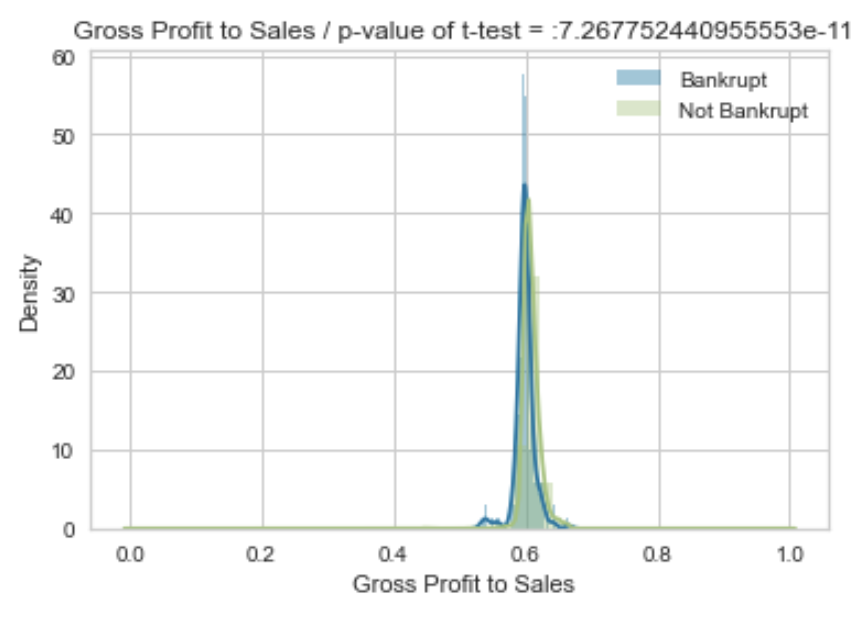 Gross Profit to Sales / p-value of t-test = :7.267752440955553e-11
60
Bankrupt
Not Bankrupt
50
40
Density
30
20
10
0
0.0 0.2 0.4 0.6 0.8 1.0
Gross Profit to Sales